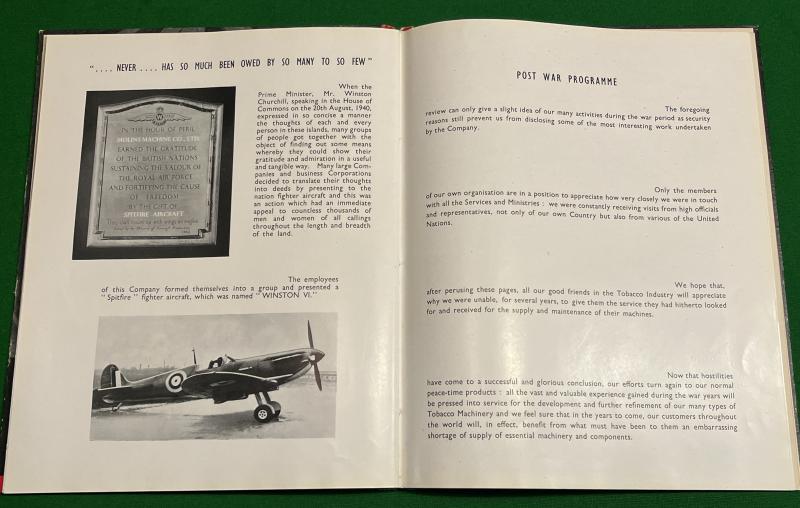 “.... NEVER .... HAS SO MUCH BEEN OWED BY SO MANY TO SO FEW”
IN THE HOUR OF PERIL
MOLINS MACHINE CO., LTD.
EARNED THE GRATITUDE
OF THE BRITISH NATIONS
SUSTAINING THE VALOUR OF
THE ROYAL AIR FORCE
AND FORTIFYING THE CAUSE
OF FREEDOM
BY THE GIFT OF
SPITFIRE AIRCRAFT
They shall mount up with wings as eagles
When the
Prime Minister, Mr. Winston
Churchill, speaking in the House of
Commons on the 20th August, 1940,
expressed in so concise a manner
the thoughts of each and every
person in these islands, many groups
of people got together with the
object of finding out some means
whereby they could show their
gratitude and admiration in a useful
and tangible way. Many large Com-
panies and business Corporations
decided to translate their thoughts
into deeds by presenting to the
nation fighter aircraft and this was
an action which had an immediate
appeal to countless thousands of
men and women of all callings
throughout the length and breadth
of the land.
The employees
of this Company formed themselves into a group and presented a
“Spitfire” fighter aircraft, which was named “WINSTON VI.”
POST WAR PROGRAMME
The foregoing
review can only give a slight idea of our many activities during the war period as security
reasons still prevent us from disclosing some of the most interesting work undertaken
by the Company.
Only the members
of our own organisation are in a position to appreciate how very closely we were in touch
with all the Services and Ministries : we were constantly receiving visits from high officials
and representatives, not only of our own Country but also from various of the United
Nations.
We hope that,
after perusing these pages, all our good friends in the Tobacco Industry will appreciate
why we were unable, for several years, to give them the service they had hitherto looked
for and received for the supply and maintenance of their machines.
Now that hostilities
have come to a successful and glorious conclusion, our efforts turn again to our normal
peace-time products : all the vast and valuable experience gained during the war years will
be pressed into service for the development and further refinement of our many types of
Tobacco Machinery and we feel sure that in the years to come, our customers throughout
the world will, in effect, benefit from what must have been to them an embarrassing
shortage of supply of essential machinery and components.